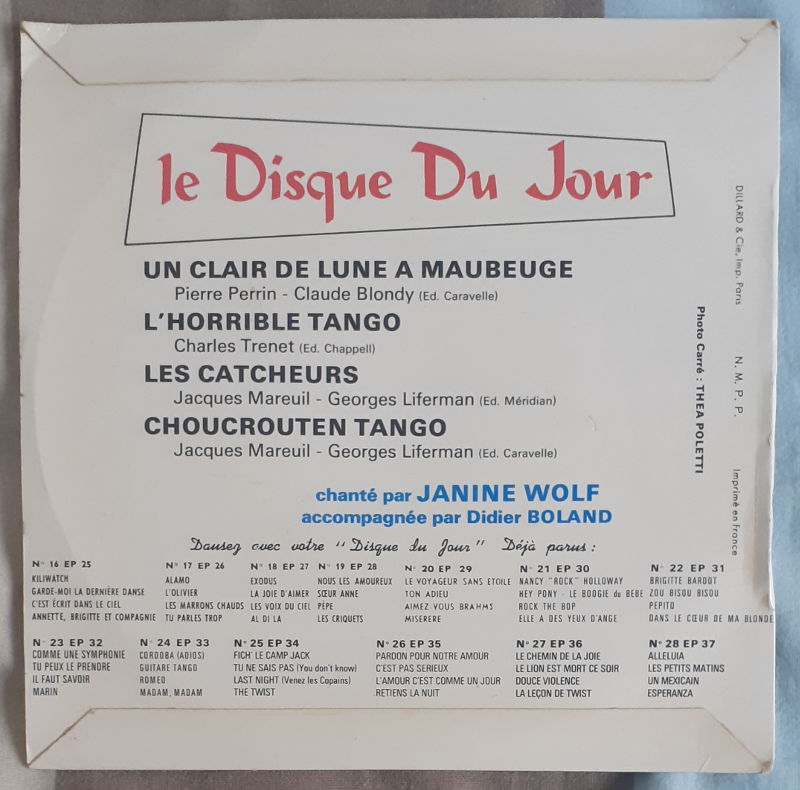 le Disque Du Jour
UN CLAIR DE LUNE A MAUBEUGE
Pierre Perrin - Claude Blondy (Ed. Caravelle)
L'HORRIBLE TANGO
Charles Trenet (Ed. Chappell)
LES CATCHEURS
Jacques Mareuil - Georges Liferman (Ed. Méridian)
CHOUCROUTEN TANGO
Jacques Mareuil - Georges Liferman (Ed. Caravelle)
chanté par JANINE WOLF
accompagnée par Didier BOLAND
Dansez avec votre "Disque du Jour" Déjà parus :
N° 16 EP 25
KILIWATCH
GARDE-MOI LA DERNIÈRE DANSE
C'EST ÉCRIT DANS LE CIEL
ANNETTE, BRIGITTE ET COMPAGNIE
N° 17 EP 26
ALAMO
L'OLIVIER
LES MARRONS CHAUDS
TU PARLES TROP
N° 18 EP 27
EXODUS
LA JOIE D'AIMER
LES VOIX DU CIEL
AL DI LA
N° 19 EP 28
NOUS LES AMOUREUX
SŒUR ANNE
PÉPE
LES CRIQUETS
N° 20 EP 29
LE VOYAGEUR SANS ETOILE
TON ADIEU
AIMEZ VOUS BRAHMS
MISERERE
N° 21 EP 30
NANCY "ROCK" HOLLOWAY
HEY PONY - LE BOOGIE du BEBE
ROCK THE BOP
ELLE A DES YEUX D'ANGE
N° 22 EP 31
BRIGITTE BARDOT
ZOU BISOU BISOU
PEPITO
DANS LE CŒUR DE MA BLONDE
N° 23 EP 32
COMME UNE SYMPHONIE
TU PEUX LE PRENDRE
IL FAUT SAVOIR
MARIN
N° 24 EP 33
CORDOBA (ADIOS)
GUITARE TANGO
ROMEO
MADAM, MADAM
N° 25 EP 34
FICH' LE CAMP JACK
TU NE SAIS PAS (You don't know)
LAST NIGHT (Venez les Copains)
THE TWIST
N° 26 EP 35
PARDON POUR NOTRE AMOUR
C'EST PAS SERIEUX
L'AMOUR C'EST COMME UN JOUR
RETIENS LA NUIT
N° 27 EP 36
LE CHEMIN DE LA JOIE
LE LION EST MORT CE SOIR
DOUCE VIOLENCE
LA LEÇON DE TWIST
N° 28 EP 37
ALLELUIA
LES PETITS MATINS
UN MEXICAIN
ESPERANZA
Photo Carré : THEA POLETTI
DILLARD & Cie, Imp. Paris N. M. P. P. Imprimé en France